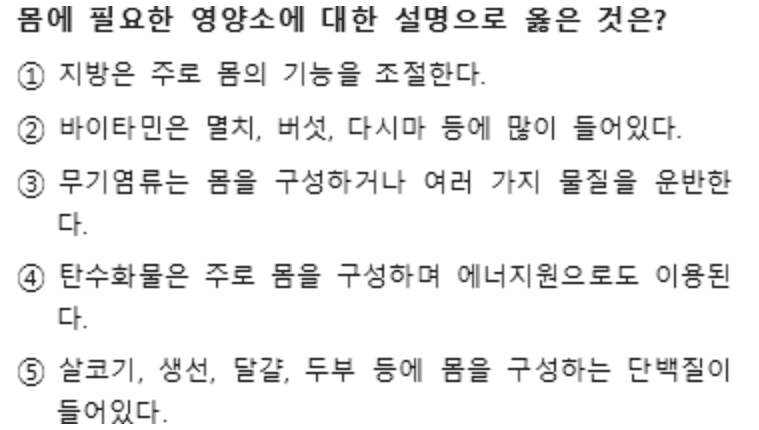 몸에 필요한 영양소에 대한 설명으로 옳은 것은?
① 지방은 주로 몸의 기능을 조절한다.
② 바이타민은 멸치, 버섯, 다시마 등에 많이 들어있다.
③ 무기염류는 몸을 구성하거나 여러 가지 물질을 운반한
다.
④ 탄수화물은 주로 몸을 구성하며 에너지원으로도 이용된
다.
⑤ 살코기, 생선, 달걀, 두부 등에 몸을 구성하는 단백질이
들어있다.